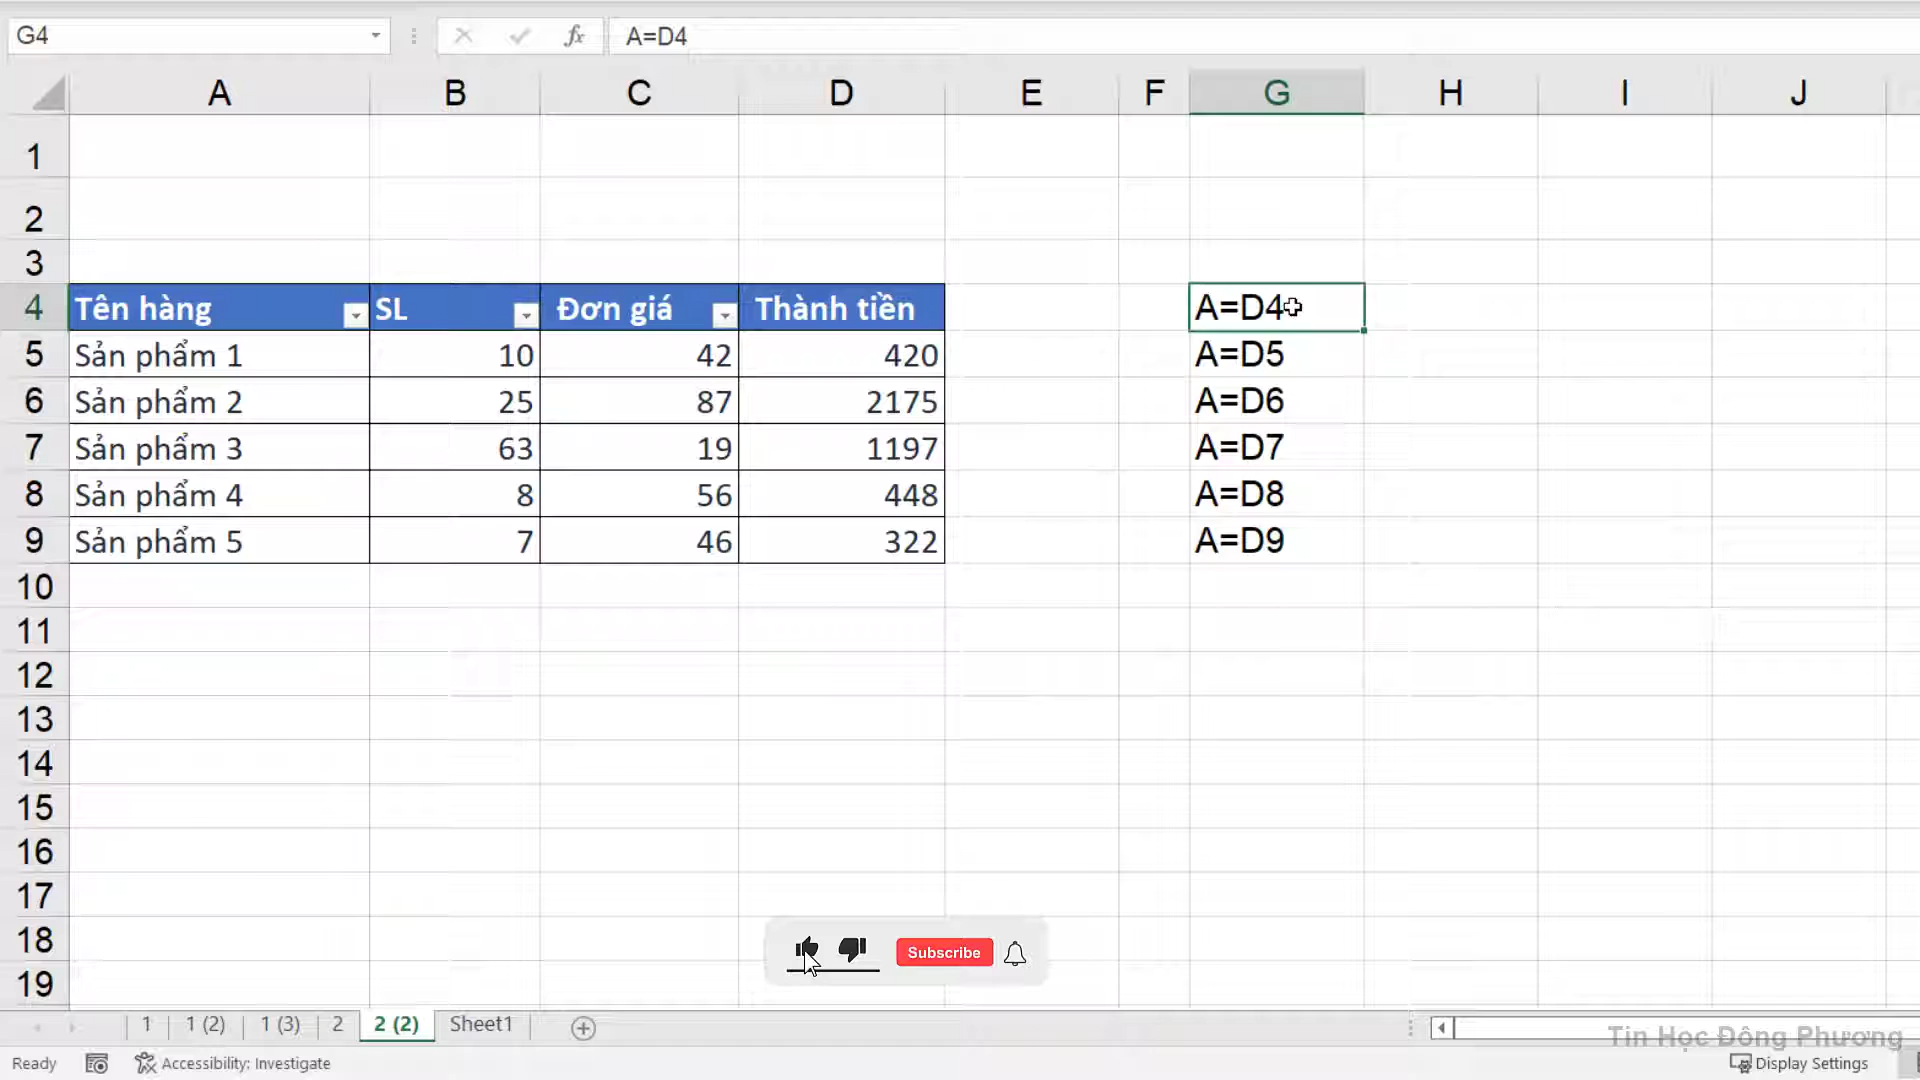 G4 fx A=D4
A B C D E F G H I J
1
2
3
4 Tên hàng SL Đơn giá Thành tiền A=D4
5 Sản phẩm 1 10 42 420 A=D5
6 Sản phẩm 2 25 87 2175 A=D6
7 Sản phẩm 3 63 19 1197 A=D7
8 Sản phẩm 4 8 56 448 A=D8
9 Sản phẩm 5 7 46 322 A=D9
10
11
12
13
14
15
16
17
18
Subscribe
19
1 1 (2) 1 (3) 2 2 (2) Sheet1
Tin Học Đông Phương
Ready Accessibility: Investigate Display Settings